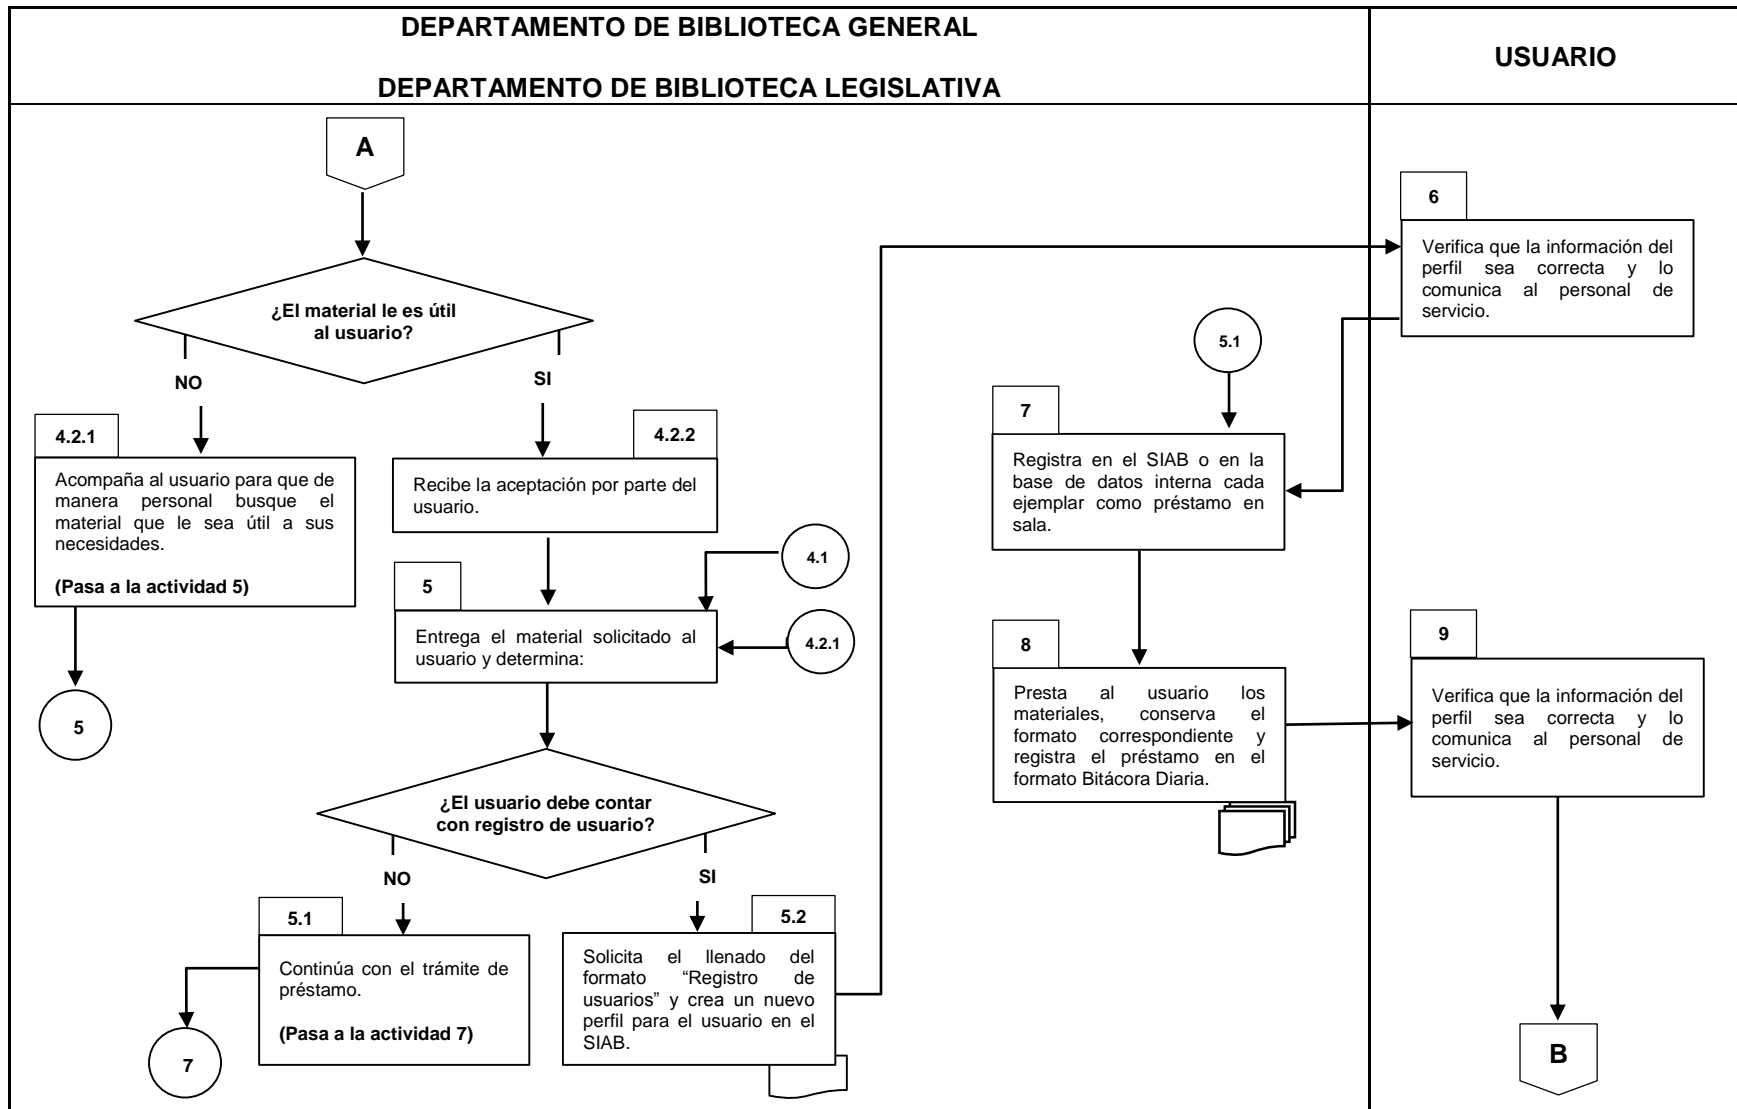 DEPARTAMENTO DE BIBLIOTECA GENERAL
DEPARTAMENTO DE BIBLIOTECA LEGISLATIVA
USUARIO
A
¿El material le es útil
al usuario?
NO
SI
4.2.1
Acompaña al usuario para que de
manera personal busque el
material que le sea útil a sus
necesidades.
(Pasa a la actividad 5)
5
4.2.2
Recibe la aceptación por parte del
usuario.
4.1
5
Entrega el material solicitado al
usuario y determina:
4.2.1
¿El usuario debe contar
con registro de usuario?
NO
SI
5.1
Continúa con el trámite de
préstamo.
(Pasa a la actividad 7)
7
5.2
Solicita el llenado del
formato “Registro de
usuarios” y crea un nuevo
perfil para el usuario en el
SIAB.
6
Verifica que la información del
perfil sea correcta y lo
comunica al personal de
servicio.
5.1
7
Registra en el SIAB o en la
base de datos interna cada
ejemplar como préstamo en
sala.
8
Presta al usuario los
materiales, conserva el
formato correspondiente y
registra el préstamo en el
formato Bitácora Diaria.
9
Verifica que la información del
perfil sea correcta y lo
comunica al personal de
servicio.
B